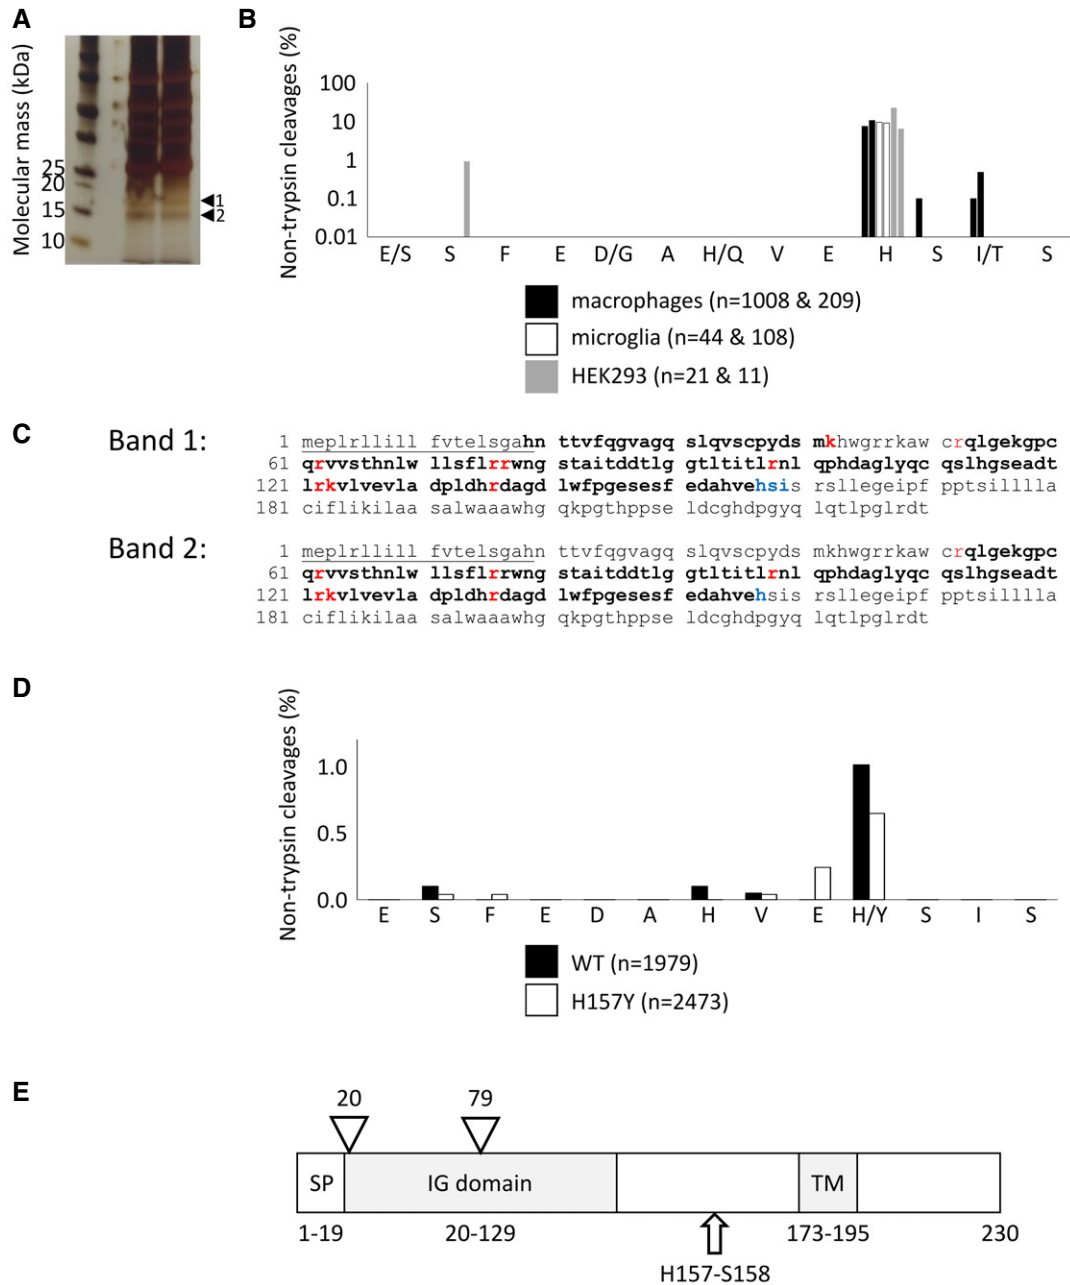 A
B
Molecular mass (kDa)
25
20
15
10
1
2
Non-trypsin cleavages (%)
100
10
1
0.1
0.01
E/S S F E D/G A H/Q V E H S I/T S
macrophages (n=1008 & 209)
microglia (n=44 & 108)
HEK293 (n=21 & 11)
C
Band 1:
1 meplrllill fvtelsgahn ttvfqgvagq slqvscpyds mkhwgrrkaw crqlgekgpc
61 qrvvsthnlw llsflrrwng staitddtlg gtltitlrnl qphdaglyqc qslhgseadt
121 lrkvlvevla dpldhrdagd lwfpgesesf edahvehsis rsllegeipf pptsillla
181 ciflikilaa salwaaawhg qkpgthppse ldcghdpgyq lqtlpglrdt
Band 2:
1 meplrllill fvtelsgahn ttvfqgvagq slqvscpyds mkhwgrrkaw crqlgekgpc
61 qrvvsthnlw llsflrrwng staitddtlg gtltitlrnl qphdaglyqc qslhgseadt
121 lrkvlvevla dpldhrdagd lwfpgesesf edahvehsis rsllegeipf pptsillla
181 ciflikilaa salwaaawhg qkpgthppse ldcghdpgyq lqtlpglrdt
D
Non-trypsin cleavages (%)
1.0
0.5
0.0
E S F E D A H V E H/Y S I S
WT (n=1979)
H157Y (n=2473)
E
20 79
SP IG domain TM
1-19 20-129 173-195 230
H157-S158